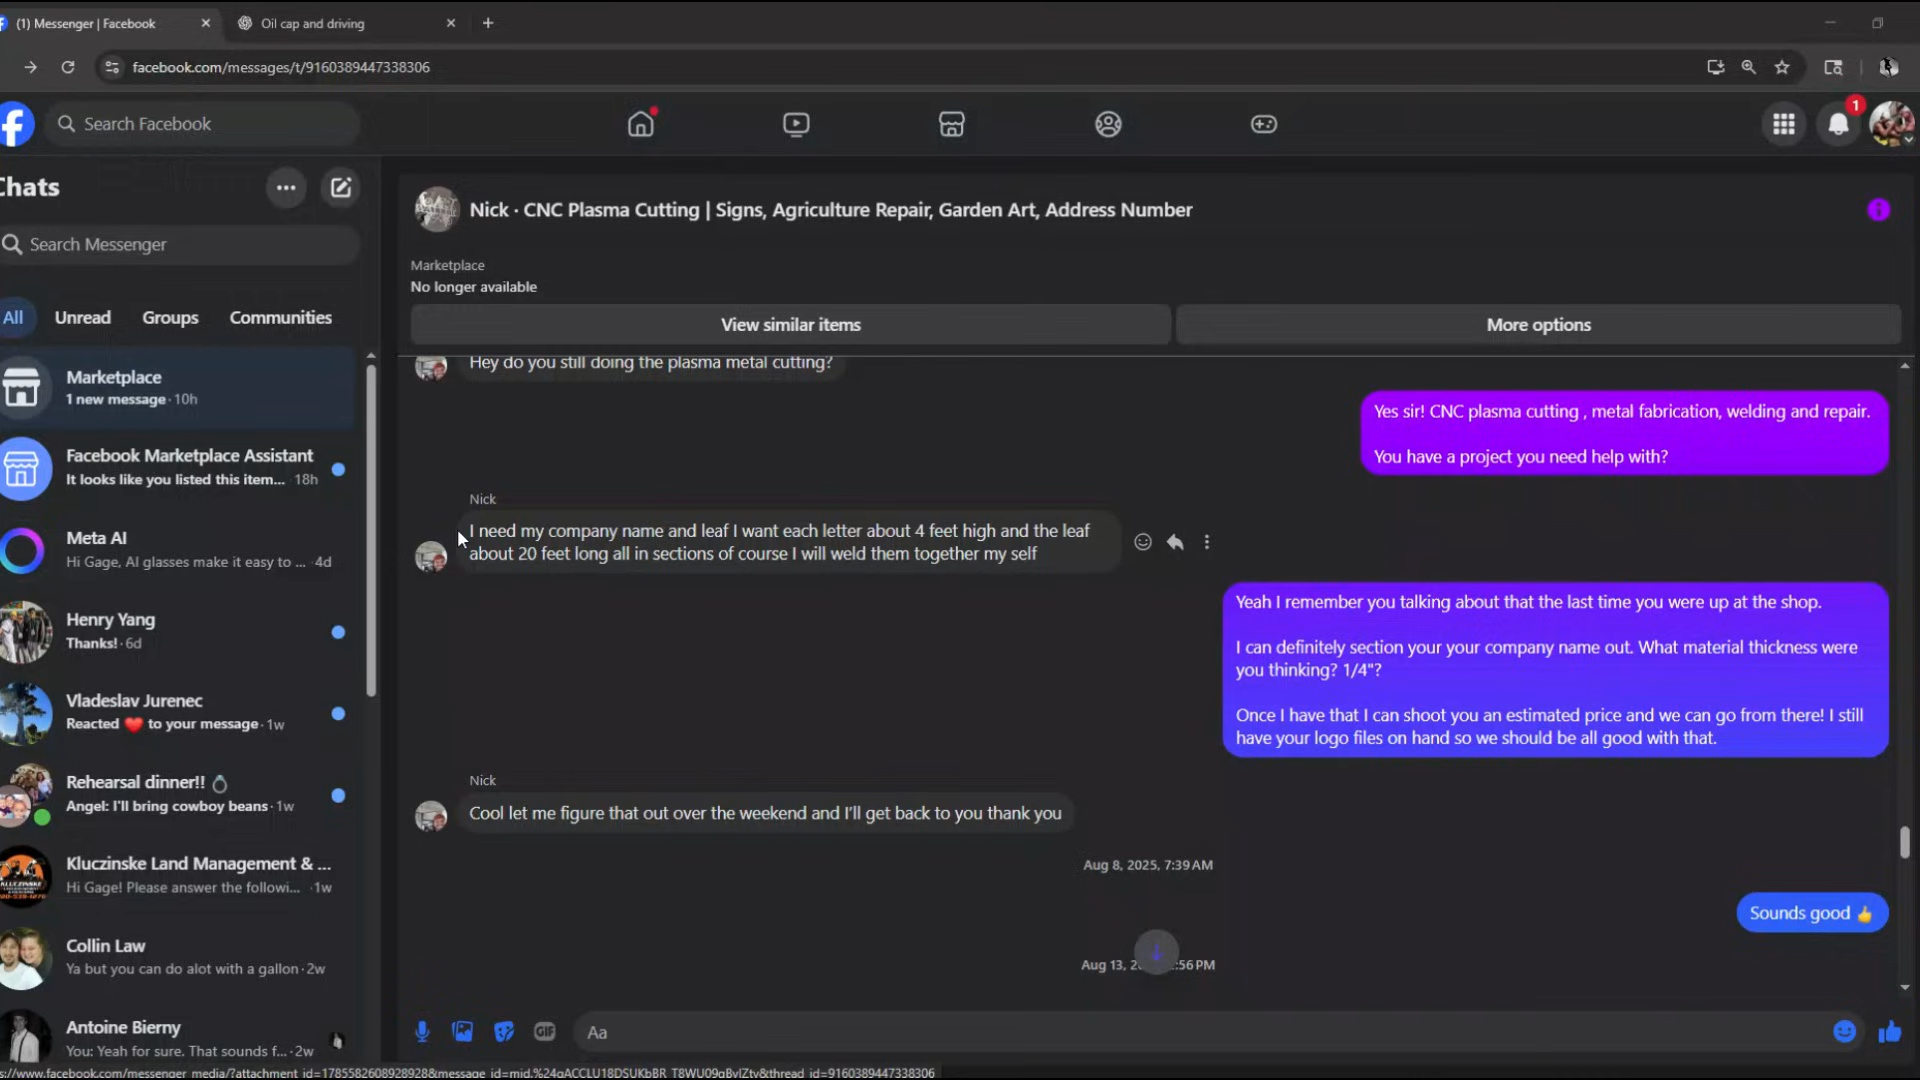 (1) Messenger | Facebook
Oil cap and driving
facebook.com/messages/t/9160389447338306
Search Facebook
1
Chats
Search Messenger
All
Unread
Groups
Communities
Marketplace
1 new message · 10h
Facebook Marketplace Assistant
It looks like you listed this item... 18h
Meta AI
Hi Gage, AI glasses make it easy to ... · 4d
Henry Yang
Thanks! · 6d
Vladeslav Jurenec
Reacted ❤️ to your message · 1w
Rehearsal dinner!! 💍
Angel: I'll bring cowboy beans · 1w
Kluczinske Land Management & ...
Hi Gage! Please answer the followi... · 1w
Collin Law
Ya but you can do alot with a gallon · 2w
Antoine Bierny
You: Yeah for sure. That sounds f... · 2w
Nick · CNC Plasma Cutting | Signs, Agriculture Repair, Garden Art, Address Number
Marketplace
No longer available
View similar items
More options
Hey do you still doing the plasma metal cutting?
Yes sir! CNC plasma cutting , metal fabrication, welding and repair.
You have a project you need help with?
Nick
I need my company name and leaf I want each letter about 4 feet high and the leaf
about 20 feet long all in sections of course I will weld them together my self
Yeah I remember you talking about that the last time you were up at the shop.
I can definitely section your your company name out. What material thickness were
you thinking? 1/4"?
Once I have that I can shoot you an estimated price and we can go from there! I still
have your logo files on hand so we should be all good with that.
Nick
Cool let me figure that out over the weekend and I'll get back to you thank you
Aug 8, 2025, 7:39 AM
Sounds good 👍
Aug 13, 2 :56 PM
GIF
Aa